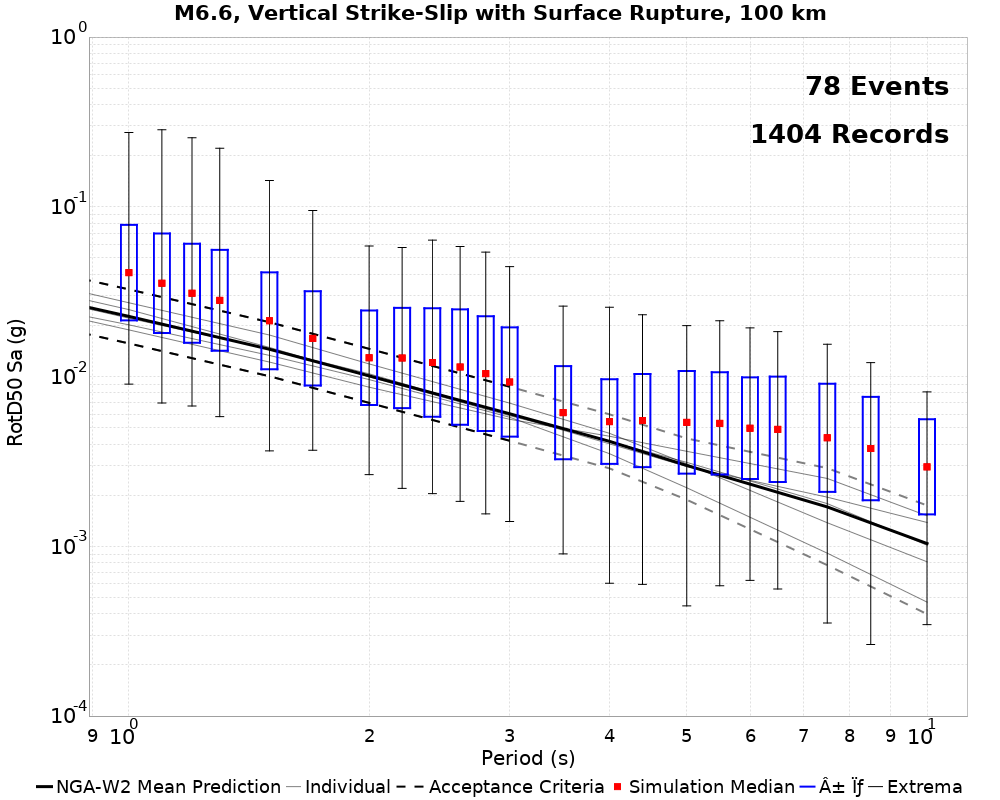 M6.6, Vertical Strike-Slip with Surface Rupture, 100 km
78 Events
1404 Records
RotD50 Sa (g)
10^0
10^-1
10^-2
10^-3
10^-4
9 10^0 2 3 4 5 6 7 8 9 10^1
Period (s)
NGA-W2 Mean Prediction Individual Acceptance Criteria Simulation Median Â± Ïƒ Extrema